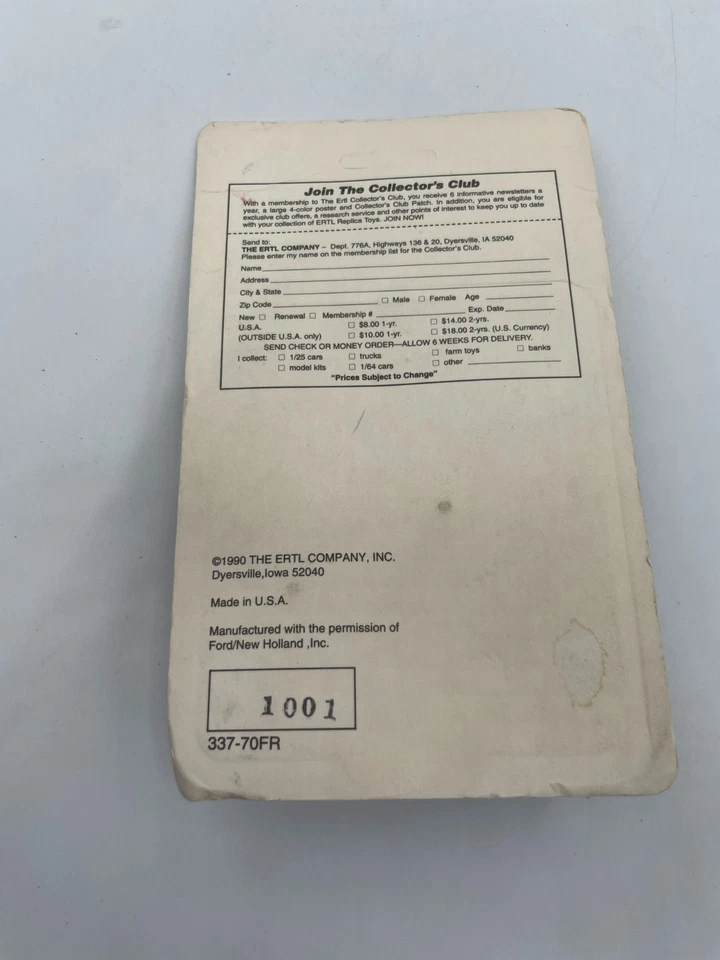 Join The Collector's Club
With a membership to The Ertl Collector's Club, you receive 6 informative newsletters a
year, a large 4-color poster and Collector's Club Patch. In addition, you are eligible for
exclusive club offers, a research service and other points of interest to keep you up to date
with your collection of ERTL Replica Toys. JOIN NOW!
Send to:
THE ERTL COMPANY – Dept. 776A, Highways 136 & 20, Dyersville, IA 52040
Please enter my name on the membership list for the Collector's Club.
Name
Address
City & State
Zip Code Male Female Age
New Renewal Membership # Exp. Date
U.S.A. $8.00 1-yr. $14.00 2-yrs.
(OUTSIDE U.S.A. only) $10.00 1-yr. $18.00 2-yrs. (U.S. Currency)
SEND CHECK OR MONEY ORDER—ALLOW 6 WEEKS FOR DELIVERY.
I collect: 1/25 cars trucks farm toys banks
model kits 1/64 cars other
"Prices Subject to Change"
©1990 THE ERTL COMPANY, INC.
Dyersville,Iowa 52040
Made in U.S.A.
Manufactured with the permission of
Ford/New Holland ,Inc.
1001
337-70FR